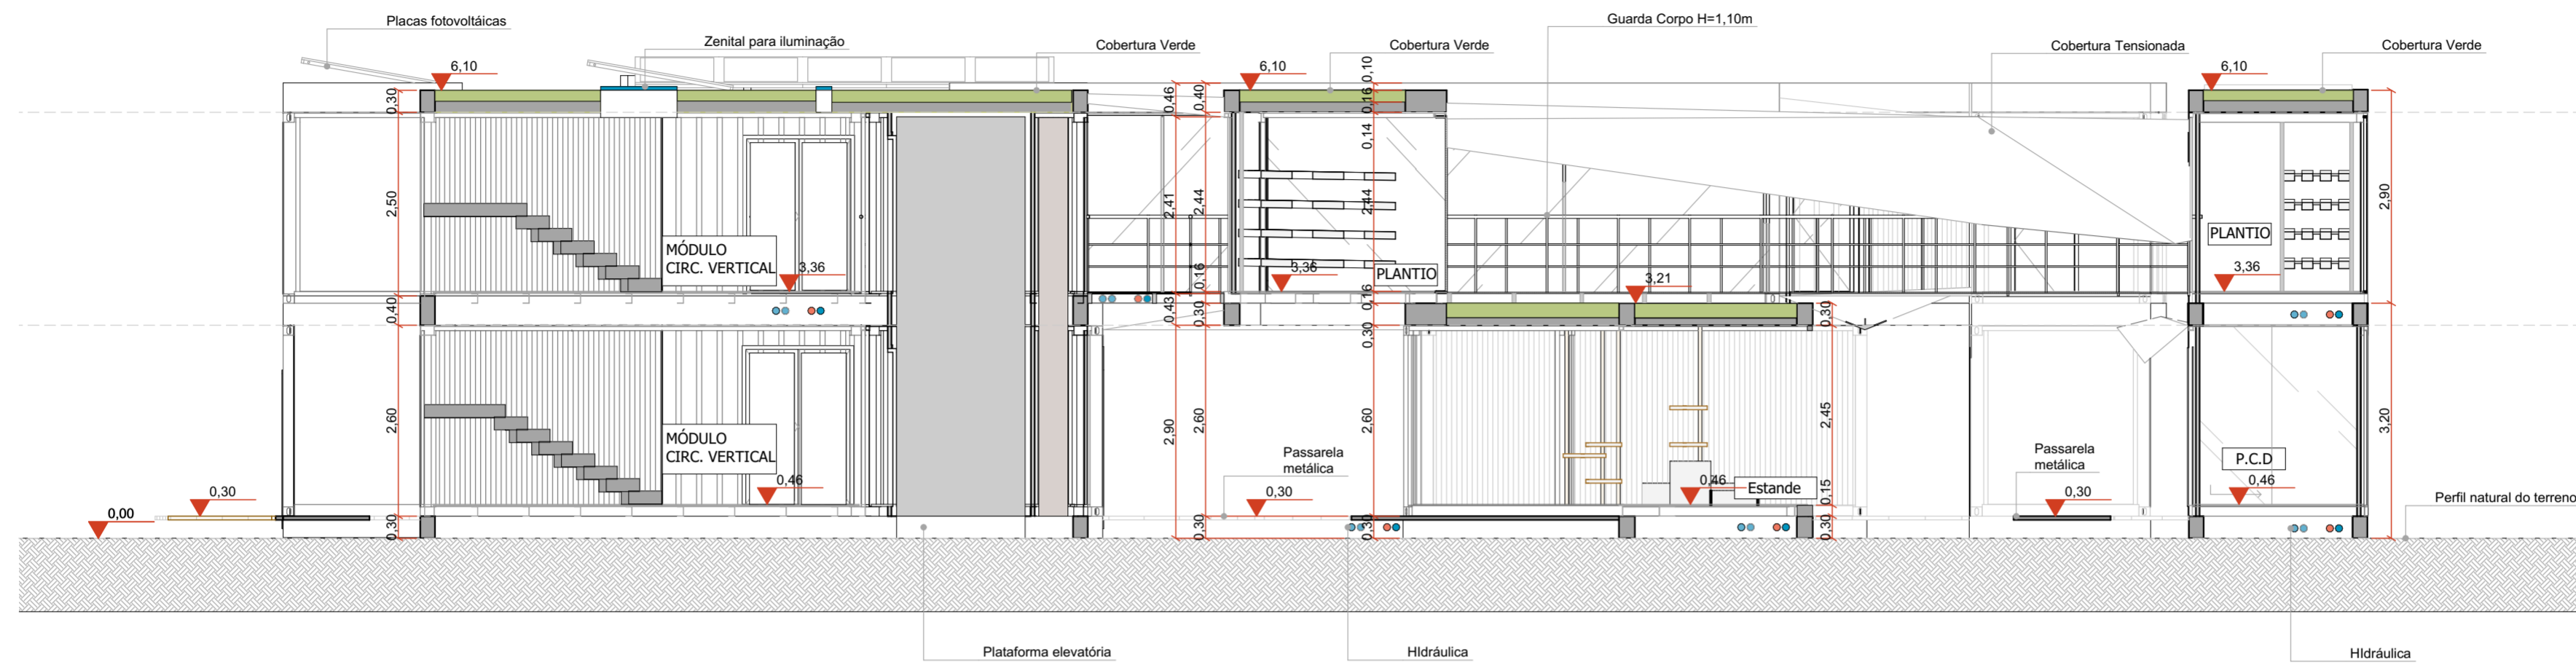 Placas fotovoltáicas
Zenital para iluminação
Cobertura Verde
Cobertura Verde
Guarda Corpo H=1,10m
Cobertura Tensionada
Cobertura Verde
6,10
6,10
6,10
0,30
0,46
0,40
0,10
0,16
0,16
0,14
2,50
2,41
2,44
2,44
2,90
MÓDULO
CIRC. VERTICAL
3,36
3,36
PLANTIO
3,21
PLANTIO
3,36
0,40
0,16
0,43
0,30
0,16
0,30
0,30
2,60
2,90
2,60
2,60
2,45
3,20
MÓDULO
CIRC. VERTICAL
0,46
Passarela
metálica
0,30
0,46
Estande
0,15
Passarela
metálica
0,30
P.C.D
0,46
Perfil natural do terreno
0,00
0,30
0,30
0,30
0,30
0,30
Plataforma elevatória
HIdráulica
HIdráulica